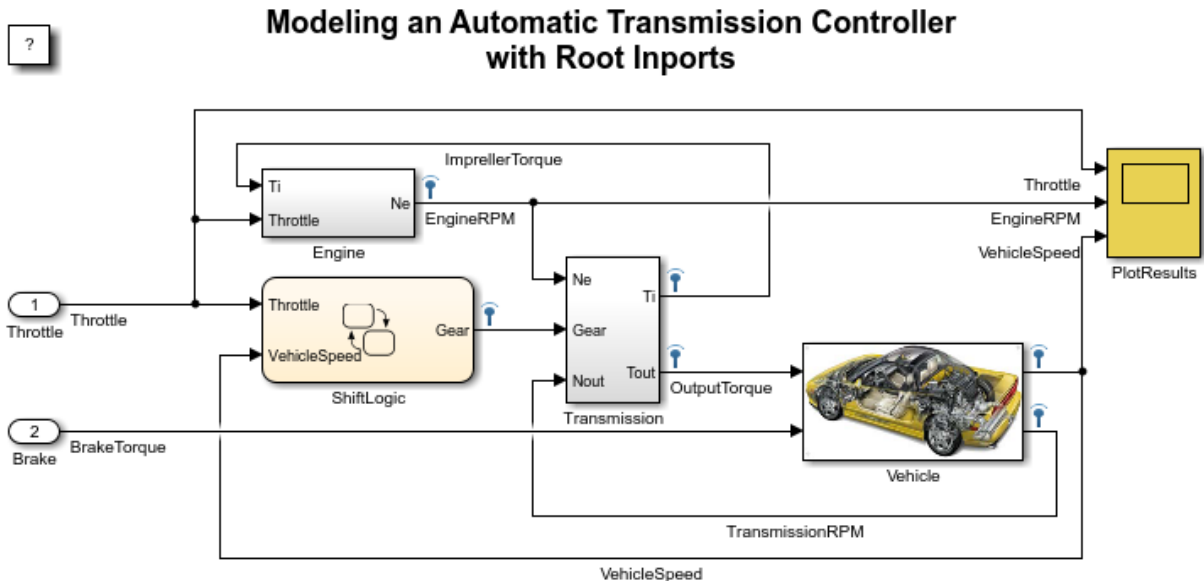 Modeling an Automatic Transmission Controller
with Root Inports
?
ImprellerTorque
Ti
Throttle
Ne
EngineRPM
Engine
Throttle
EngineRPM
VehicleSpeed
PlotResults
1
Throttle
Throttle
Throttle
VehicleSpeed
Gear
ShiftLogic
Ne
Gear
Nout
Ti
Tout
OutputTorque
Transmission
2
Brake
BrakeTorque
Vehicle
TransmissionRPM
VehicleSpeed